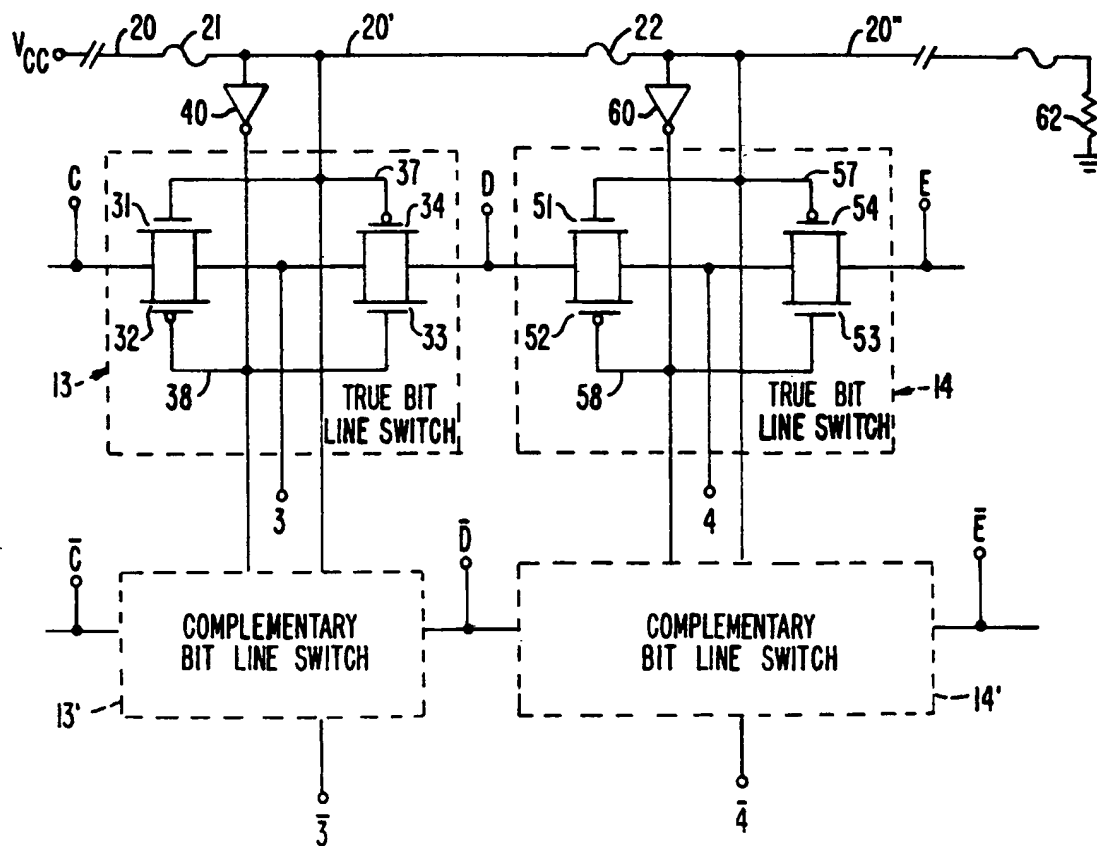 V_CC 20 21 20' 22 20"
40 60 62
C 31 37 34 D 51 57 54 E
32 33 52 53
13 38 58 14
TRUE BIT
LINE SWITCH
TRUE BIT
LINE SWITCH
3 4
C̅ D̅ E̅
COMPLEMENTARY
BIT LINE SWITCH
COMPLEMENTARY
BIT LINE SWITCH
13' 14'
3̅ 4̅